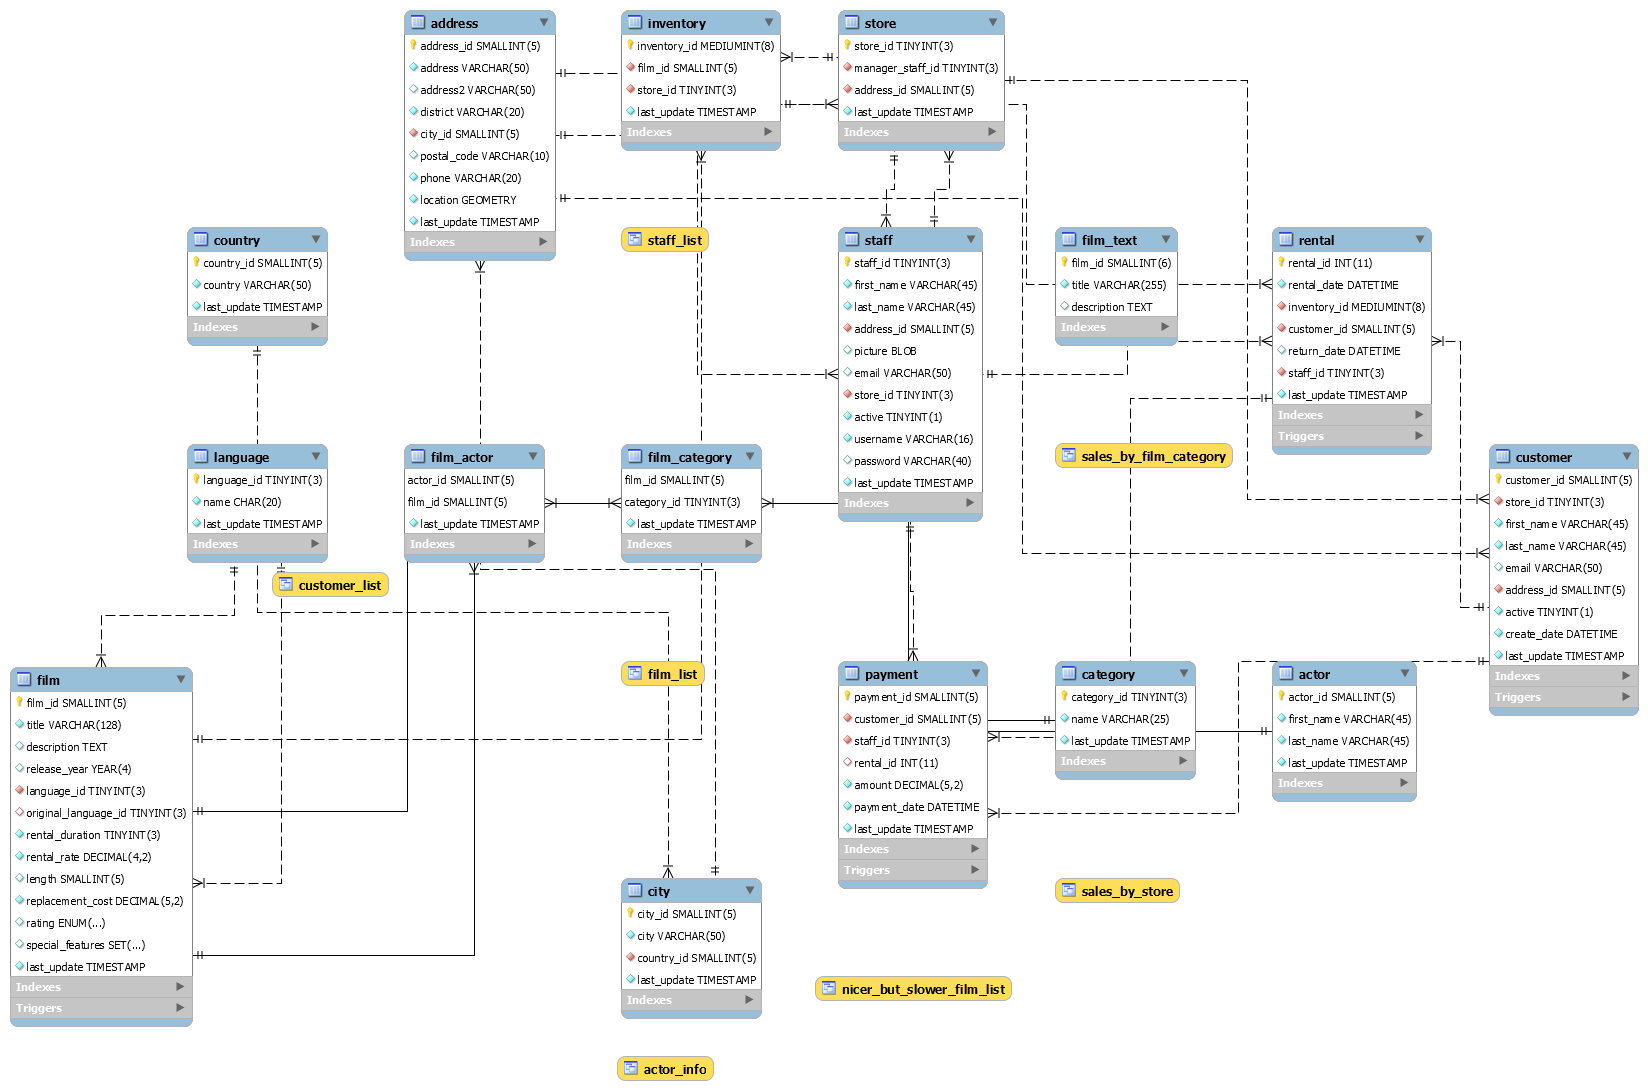 address
address_id SMALLINT(5)
address VARCHAR(50)
address2 VARCHAR(50)
district VARCHAR(20)
city_id SMALLINT(5)
postal_code VARCHAR(10)
phone VARCHAR(20)
location GEOMETRY
last_update TIMESTAMP
Indexes
inventory
inventory_id MEDIUMINT(8)
film_id SMALLINT(5)
store_id TINYINT(3)
last_update TIMESTAMP
Indexes
store
store_id TINYINT(3)
manager_staff_id TINYINT(3)
address_id SMALLINT(5)
last_update TIMESTAMP
Indexes
country
country_id SMALLINT(5)
country VARCHAR(50)
last_update TIMESTAMP
Indexes
staff_list
staff
staff_id TINYINT(3)
first_name VARCHAR(45)
last_name VARCHAR(45)
address_id SMALLINT(5)
picture BLOB
email VARCHAR(50)
store_id TINYINT(3)
active TINYINT(1)
username VARCHAR(16)
password VARCHAR(40)
last_update TIMESTAMP
Indexes
film_text
film_id SMALLINT(6)
title VARCHAR(255)
description TEXT
Indexes
rental
rental_id INT(11)
rental_date DATETIME
inventory_id MEDIUMINT(8)
customer_id SMALLINT(5)
return_date DATETIME
staff_id TINYINT(3)
last_update TIMESTAMP
Indexes
Triggers
language
language_id TINYINT(3)
name CHAR(20)
last_update TIMESTAMP
Indexes
film_actor
actor_id SMALLINT(5)
film_id SMALLINT(5)
last_update TIMESTAMP
Indexes
film_category
film_id SMALLINT(5)
category_id TINYINT(3)
last_update TIMESTAMP
Indexes
sales_by_film_category
customer
customer_id SMALLINT(5)
store_id TINYINT(3)
first_name VARCHAR(45)
last_name VARCHAR(45)
email VARCHAR(50)
address_id SMALLINT(5)
active TINYINT(1)
create_date DATETIME
last_update TIMESTAMP
Indexes
Triggers
customer_list
film
film_id SMALLINT(5)
title VARCHAR(128)
description TEXT
release_year YEAR(4)
language_id TINYINT(3)
original_language_id TINYINT(3)
rental_duration TINYINT(3)
rental_rate DECIMAL(4,2)
length SMALLINT(5)
replacement_cost DECIMAL(5,2)
rating ENUM(...)
special_features SET(...)
last_update TIMESTAMP
Indexes
Triggers
film_list
payment
payment_id SMALLINT(5)
customer_id SMALLINT(5)
staff_id TINYINT(3)
rental_id INT(11)
amount DECIMAL(5,2)
payment_date DATETIME
last_update TIMESTAMP
Indexes
Triggers
category
category_id TINYINT(3)
name VARCHAR(25)
last_update TIMESTAMP
Indexes
actor
actor_id SMALLINT(5)
first_name VARCHAR(45)
last_name VARCHAR(45)
last_update TIMESTAMP
Indexes
city
city_id SMALLINT(5)
city VARCHAR(50)
country_id SMALLINT(5)
last_update TIMESTAMP
Indexes
sales_by_store
nicer_but_slower_film_list
actor_info